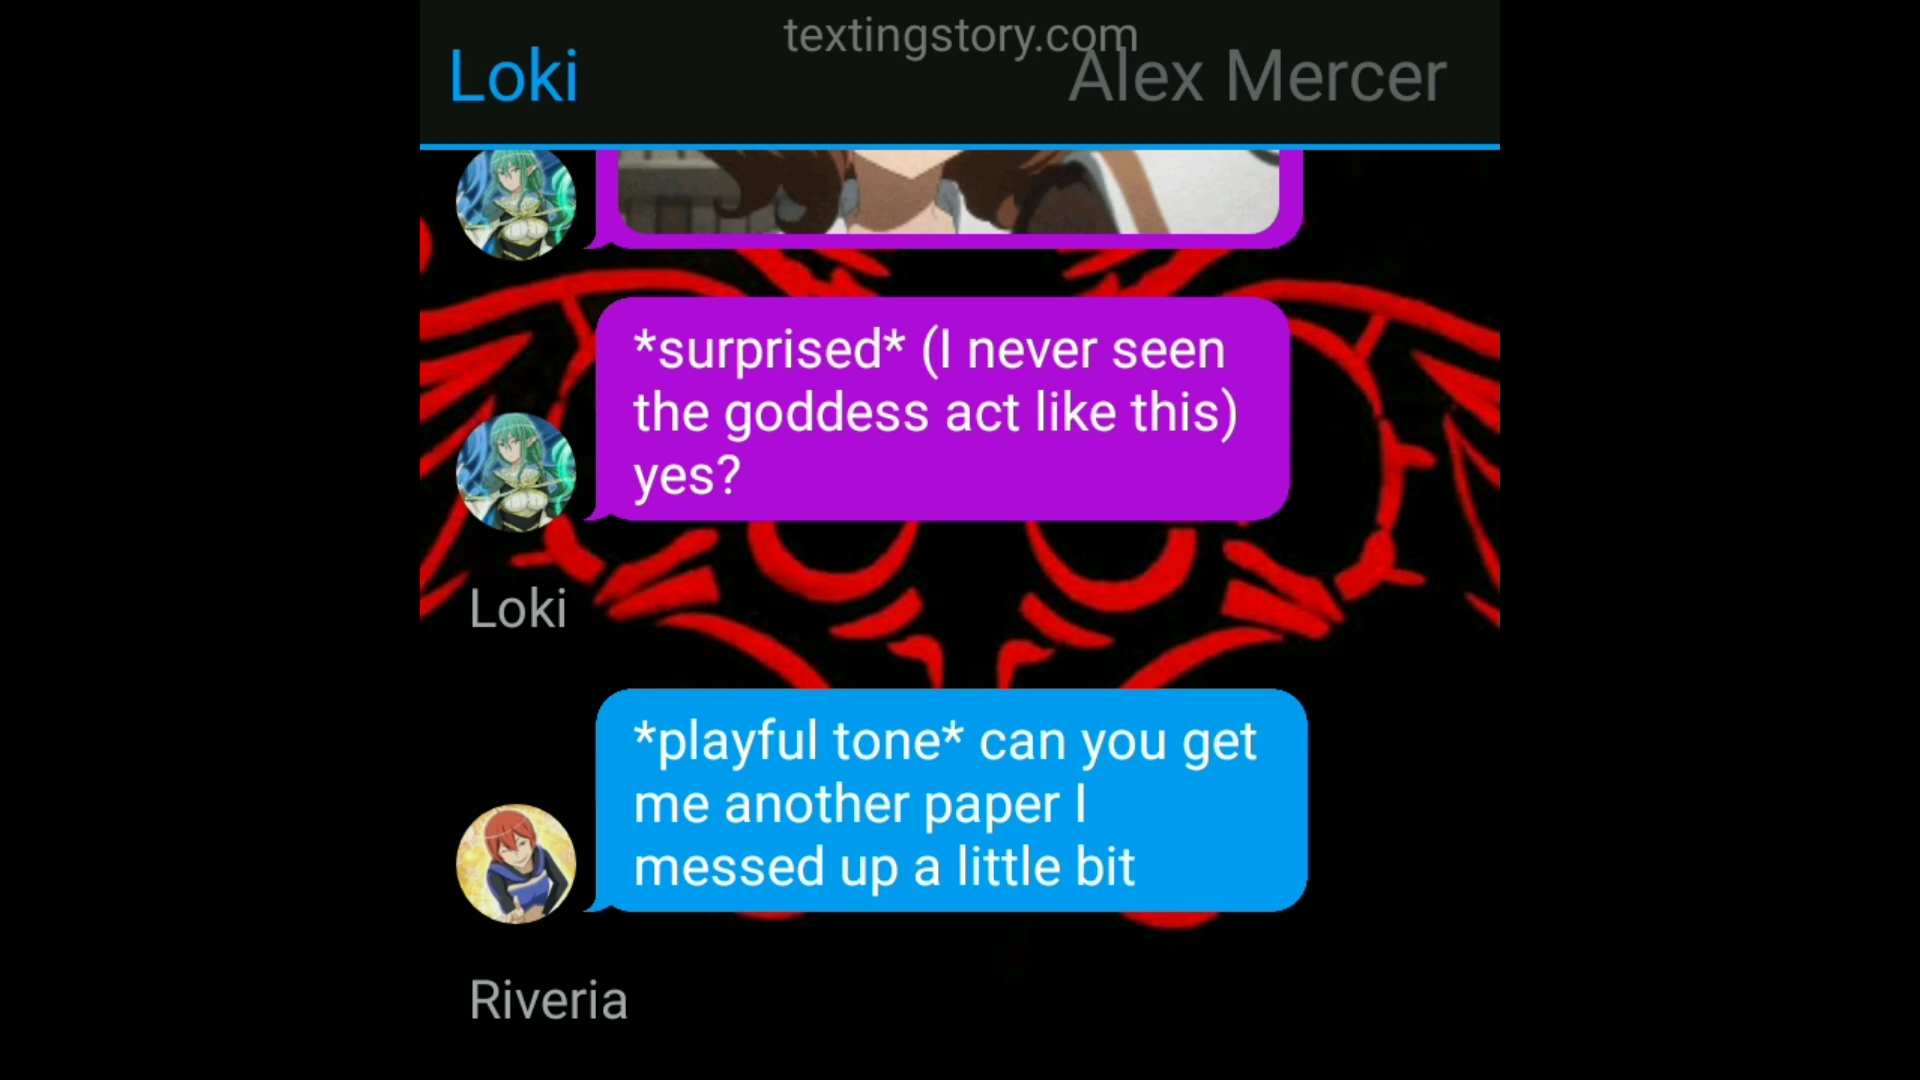 textingstory.com
Loki
Alex Mercer
*surprised* (I never seen
the goddess act like this)
yes?
Loki
*playful tone* can you get
me another paper I
messed up a little bit
Riveria